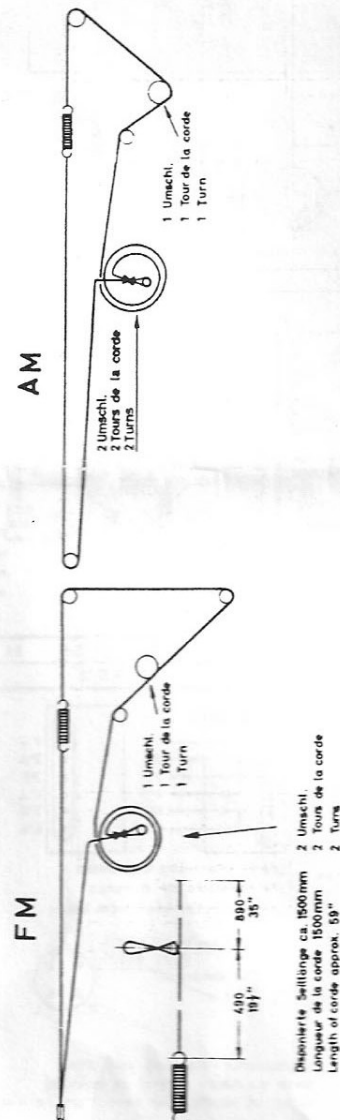 AM
2 Umschl.
2 Tours de la corde
2 Turns
1 Umschl.
1 Tour de la corde
1 Turn
FM
1 Umschl.
1 Tour de la corde
1 Turn
490
19½"
890
35"
Disponierte Seillänge ca. 1500mm
Longueur de la corde 1500mm
Length of corde approx. 59"
2 Umschl.
2 Tours de la corde
2 Turns